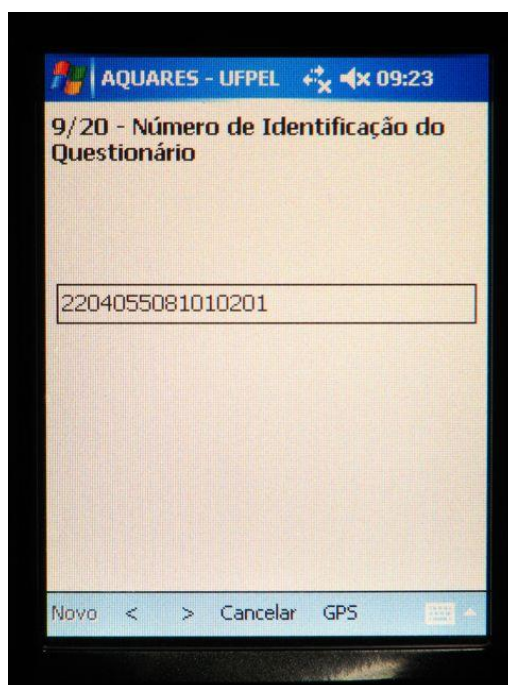 AQUARES - UFPEL 09:23
9/20 - Número de Identificação do
Questionário
2204055081010201
Novo < > Cancelar GPS